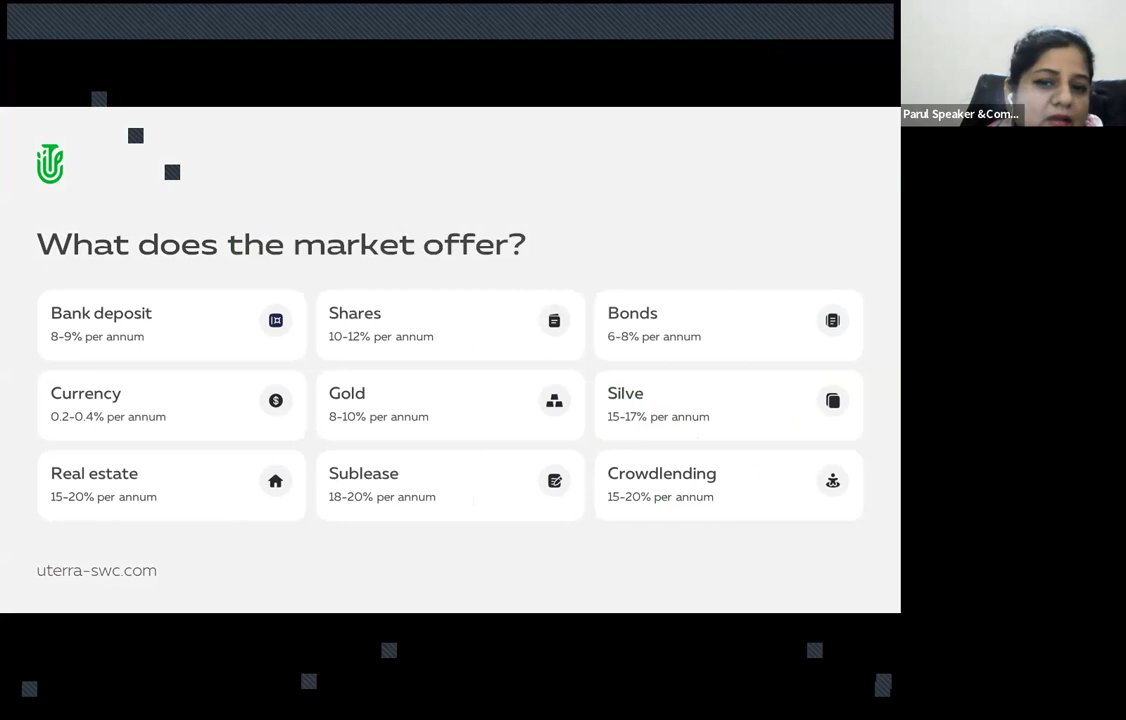 Parul Speaker &Com...
What does the market offer?
Bank deposit
8-9% per annum
Shares
10-12% per annum
Bonds
6-8% per annum
Currency
0.2-0.4% per annum
Gold
8-10% per annum
Silve
15-17% per annum
Real estate
15-20% per annum
Sublease
18-20% per annum
Crowdlending
15-20% per annum
uterra-swc.com